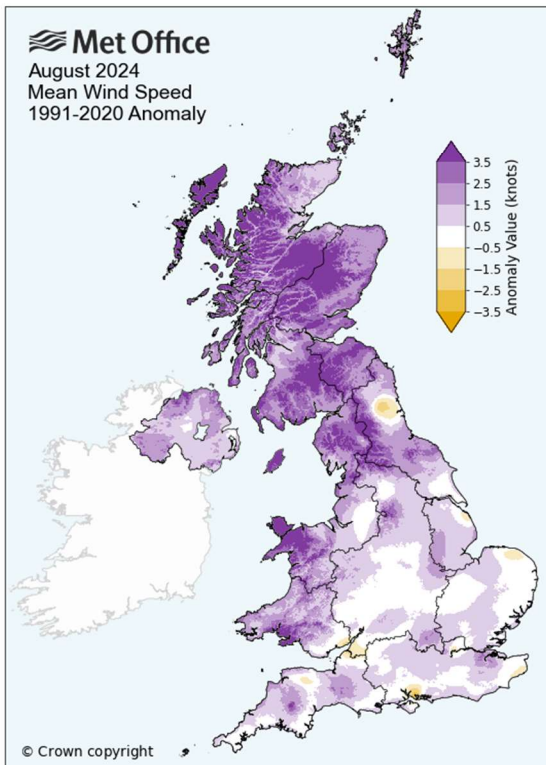 Met Office
August 2024
Mean Wind Speed
1991-2020 Anomaly
3.5
2.5
1.5
0.5
−0.5
−1.5
−2.5
−3.5
Anomaly Value (knots)
© Crown copyright